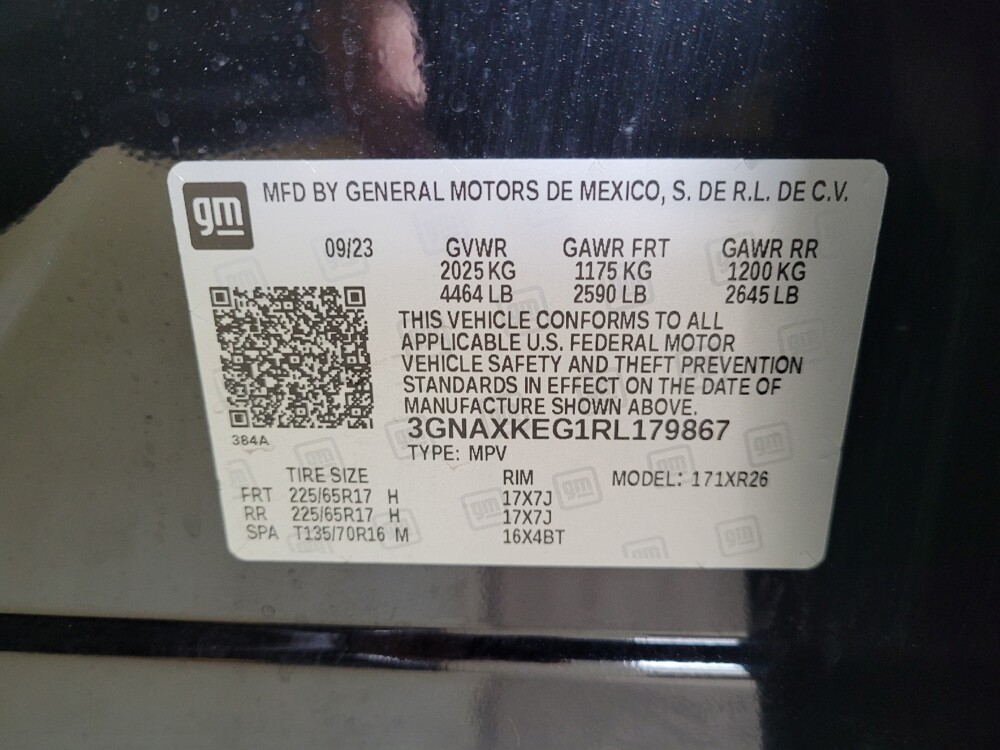 gm MFD BY GENERAL MOTORS DE MEXICO, S. DE R.L. DE C.V.
09/23 GVWR GAWR FRT GAWR RR
2025 KG 1175 KG 1200 KG
4464 LB 2590 LB 2645 LB
THIS VEHICLE CONFORMS TO ALL
APPLICABLE U.S. FEDERAL MOTOR
VEHICLE SAFETY AND THEFT PREVENTION
STANDARDS IN EFFECT ON THE DATE OF
MANUFACTURE SHOWN ABOVE.
384A
3GNAXKEG1RL179867
TYPE: MPV
TIRE SIZE RIM MODEL: 171XR26
FRT 225/65R17 H 17X7J
RR 225/65R17 H 17X7J
SPA T135/70R16 M 16X4BT